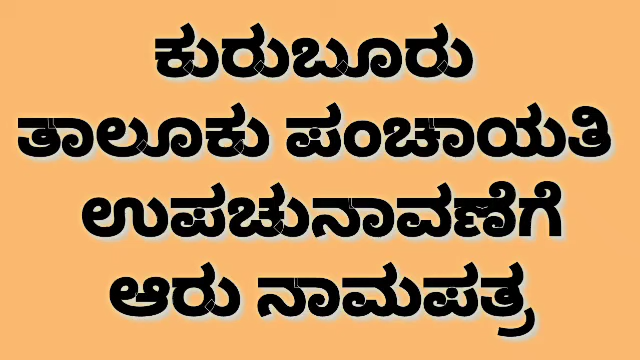 ಕುರುಬೂರು
ತಾಲೂಕು ಪಂಚಾಯತಿ
ಉಪಚುನಾವಣೆಗೆ
ಆರು ನಾಮಪತ್ರ